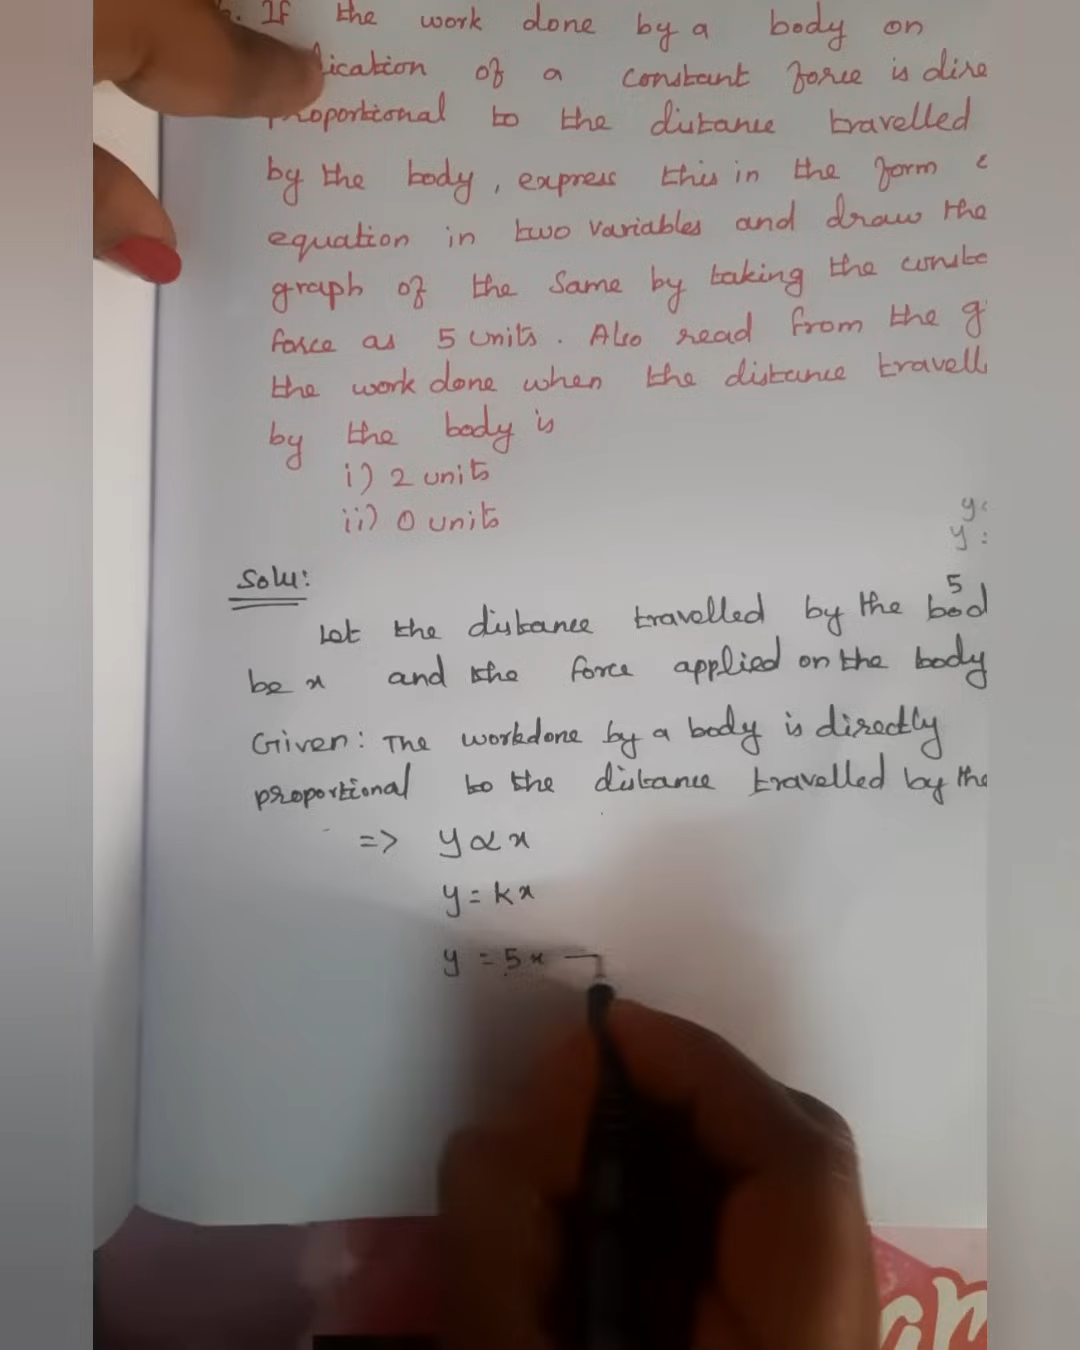 If the work done by a body on
lication of a constant force is dire
proportional to the distance travelled
by the body, express this in the form
equation in two variables and draw the
graph of the same by taking the const
force as 5 units. Also read from the g
the work done when the distance travell
by the body is
i) 2 units
ii) 0 units
y
y =
Solu:
5
Let the distance travelled by the bod
be x and the force applied on the body
Given: The workdone by a body is directly
proportional to the distance travelled by the
=> y ∝ x
y = kx
y = 5x